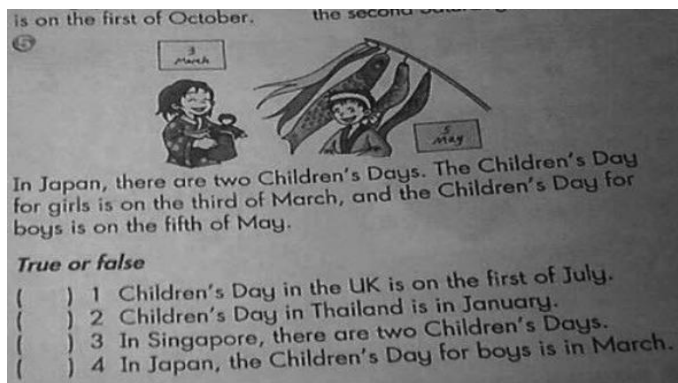 is on the first of October.
the second
5
3
March
5
May
In Japan, there are two Children's Days. The Children's Day
for girls is on the third of March, and the Children's Day for
boys is on the fifth of May.
True or false
( ) 1 Children's Day in the UK is on the first of July.
( ) 2 Children's Day in Thailand is in January.
( ) 3 In Singapore, there are two Children's Days.
( ) 4 In Japan, the Children's Day for boys is in March.